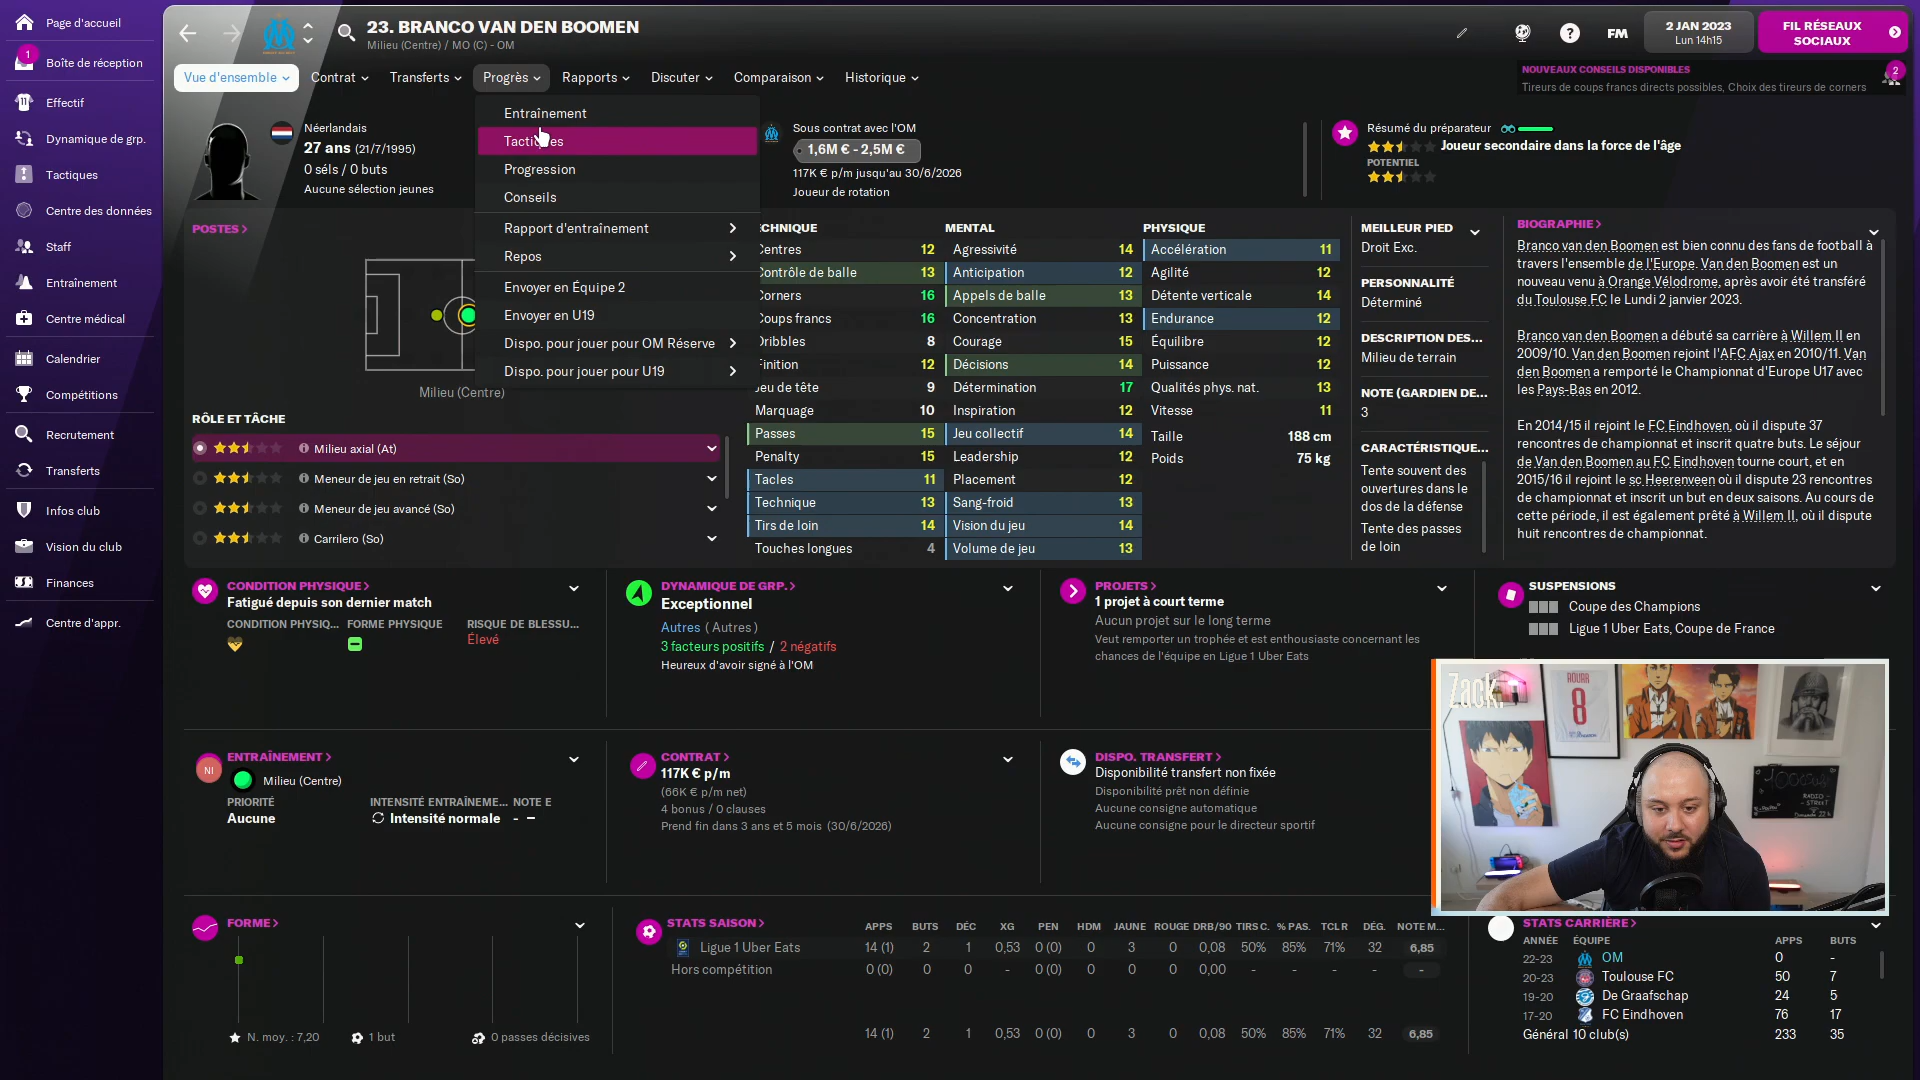 Page d'accueil
1
Boîte de réception
Effectif
Dynamique de grp.
Tactiques
Centre des données
Staff
Entraînement
Centre médical
Calendrier
Compétitions
Recrutement
Transferts
Infos club
Vision du club
Finances
Centre d'appr.
23. BRANCO VAN DEN BOOMEN
Milieu (Centre) / MO (C) - OM
FM
2 JAN 2023
Lun 14h15
FIL RÉSEAUX
SOCIAUX
Vue d'ensemble
Contrat
Transferts
Progrès
Rapports
Discuter
Comparaison
Historique
NOUVEAUX CONSEILS DISPONIBLES
Tireurs de coups francs directs possibles, Choix des tireurs de corners
2
Entraînement
Progression
Conseils
Rapport d'entraînement
Repos
Envoyer en Équipe 2
Envoyer en U19
Dispo. pour jouer pour OM Réserve
Dispo. pour jouer pour U19
Néerlandais
27 ans (21/7/1995)
0 séls / 0 buts
Aucune sélection jeunes
Sous contrat avec l'OM
1,6M € - 2,5M €
117K € p/m jusqu'au 30/6/2026
Joueur de rotation
Résumé du préparateur
Joueur secondaire dans la force de l'âge
POTENTIEL
POSTES
Milieu (Centre)
RÔLE ET TÂCHE
Milieu axial (At)
Meneur de jeu en retrait (So)
Meneur de jeu avancé (So)
Carrilero (So)
CHNIQUE
Centres 12
Contrôle de balle 13
Corners 16
Coups francs 16
Dribbles 8
Finition 12
Jeu de tête 9
Marquage 10
Passes 15
Penalty 15
Tacles 11
Technique 13
Tirs de loin 14
Touches longues 4
MENTAL
Agressivité 14
Anticipation 12
Appels de balle 13
Concentration 13
Courage 15
Décisions 14
Détermination 17
Inspiration 12
Jeu collectif 14
Leadership 12
Placement 12
Sang-froid 13
Vision du jeu 14
Volume de jeu 13
PHYSIQUE
Accélération 11
Agilité 12
Détente verticale 14
Endurance 12
Équilibre 12
Puissance 12
Qualités phys. nat. 13
Vitesse 11
Taille 188 cm
Poids 75 kg
MEILLEUR PIED
Droit Exc.
PERSONNALITÉ
Déterminé
DESCRIPTION DES...
Milieu de terrain
NOTE (GARDIEN DE...
3
CARACTÉRISTIQUE...
Tente souvent des
ouvertures dans le
dos de la défense
Tente des passes
de loin
BIOGRAPHIE
Branco van den Boomen est bien connu des fans de football à
travers l'ensemble de l'Europe. Van den Boomen est un
nouveau venu à Orange Vélodrome, après avoir été transféré
du Toulouse FC le Lundi 2 janvier 2023.
Branco van den Boomen a débuté sa carrière à Willem II en
2009/10. Van den Boomen rejoint l'AFC Ajax en 2010/11. Van
den Boomen a remporté le Championnat d'Europe U17 avec
les Pays-Bas en 2012.
En 2014/15 il rejoint le FC Eindhoven, où il dispute 37
rencontres de championnat et inscrit quatre buts. Le séjour
de Van den Boomen au FC Eindhoven tourne court, et en
2015/16 il rejoint le sc Heerenveen où il dispute 23 rencontres
de championnat et inscrit un but en deux saisons. Au cours de
cette période, il est également prêté à Willem II, où il dispute
huit rencontres de championnat.
CONDITION PHYSIQUE
Fatigué depuis son dernier match
CONDITION PHYSIQ... FORME PHYSIQUE RISQUE DE BLESSU...
Élevé
DYNAMIQUE DE GRP.
Exceptionnel
Autres (Autres)
3 facteurs positifs / 2 négatifs
Heureux d'avoir signé à l'OM
PROJETS
1 projet à court terme
Aucun projet sur le long terme
Veut remporter un trophée et est enthousiaste concernant les
chances de l'équipe en Ligue 1 Uber Eats
SUSPENSIONS
Coupe des Champions
Ligue 1 Uber Eats, Coupe de France
ENTRAÎNEMENT
NI
Milieu (Centre)
PRIORITÉ INTENSITÉ ENTRAÎNEME... NOTE E
Aucune Intensité normale - -
CONTRAT
117K € p/m
(66K € p/m net)
4 bonus / 0 clauses
Prend fin dans 3 ans et 5 mois (30/6/2026)
DISPO. TRANSFERT
Disponibilité transfert non fixée
Disponibilité prêt non définie
Aucune consigne automatique
Aucune consigne pour le directeur sportif
Zack.
AOUAR
8
FORME
N. moy. : 7,20
1 but
0 passes décisives
STATS SAISON
APPS BUTS DÉC XG PEN HDM JAUNE ROUGE DRB/90 TIRS C. % PAS. TCL R DÉG. NOTE M...
Ligue 1 Uber Eats 14 (1) 2 1 0,53 0 (0) 0 3 0 0,08 50% 85% 71% 32 6,85
Hors compétition 0 (0) 0 0 - 0 (0) 0 0 0 0,00 - - - - -
14 (1) 2 1 0,53 0 (0) 0 3 0 0,08 50% 85% 71% 32 6,85
STATS CARRIÈRE
ANNÉE ÉQUIPE APPS BUTS
22-23 OM 0 -
20-23 Toulouse FC 50 7
19-20 De Graafschap 24 5
17-20 FC Eindhoven 76 17
Général 10 club(s) 233 35